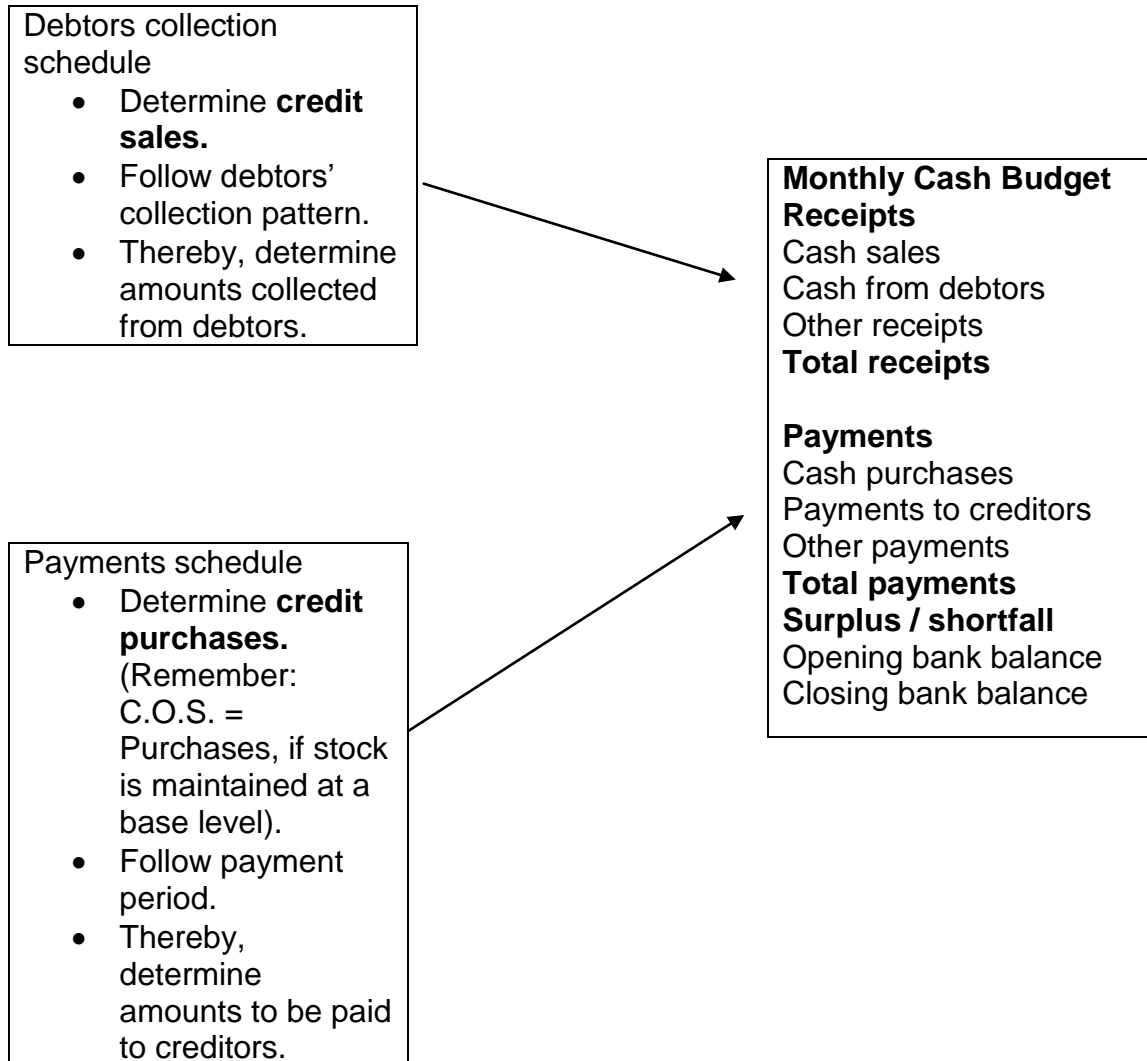 Debtors collection
schedule
• Determine credit
sales.
• Follow debtors’
collection pattern.
• Thereby, determine
amounts collected
from debtors.
Monthly Cash Budget
Receipts
Cash sales
Cash from debtors
Other receipts
Total receipts
Payments
Cash purchases
Payments to creditors
Other payments
Total payments
Surplus / shortfall
Opening bank balance
Closing bank balance
Payments schedule
• Determine credit
purchases.
(Remember:
C.O.S. =
Purchases, if stock
is maintained at a
base level).
• Follow payment
period.
• Thereby,
determine
amounts to be paid
to creditors.